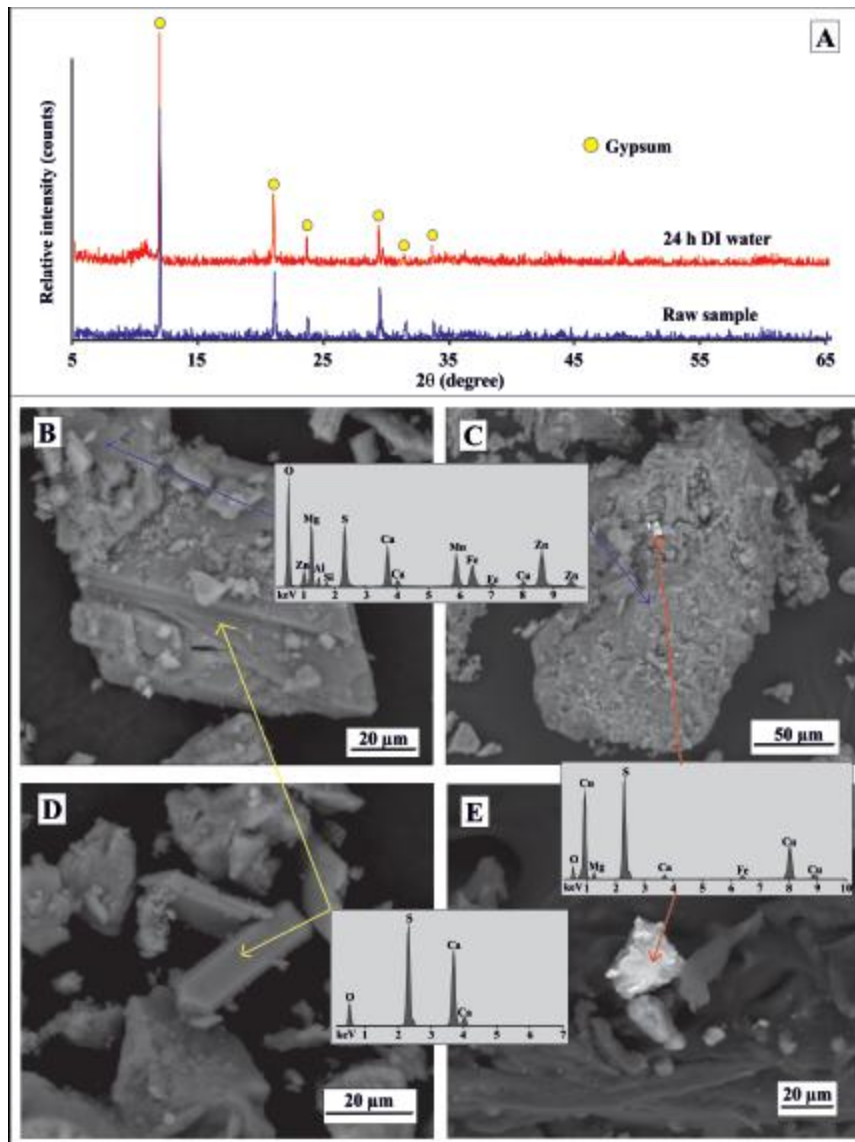 A
Relative intensity (counts)
Gypsum
24 h DI water
Raw sample
5 15 25 35 45 55 65
2θ (degree)
B
C
O
Mg
S
Ca
Mn
Fe
Zn
Zn
Al
Si
Ca
Fe
Ca
Zn
keV 1 2 3 4 5 6 7 8 9
20 µm
50 µm
D
E
Cu
S
O
Mg
Ca
Fe
Cu
Cu
keV 1 2 3 4 5 6 7 8 9 10
S
Ca
O
Ca
keV 1 2 3 4 5 6 7
20 µm
20 µm